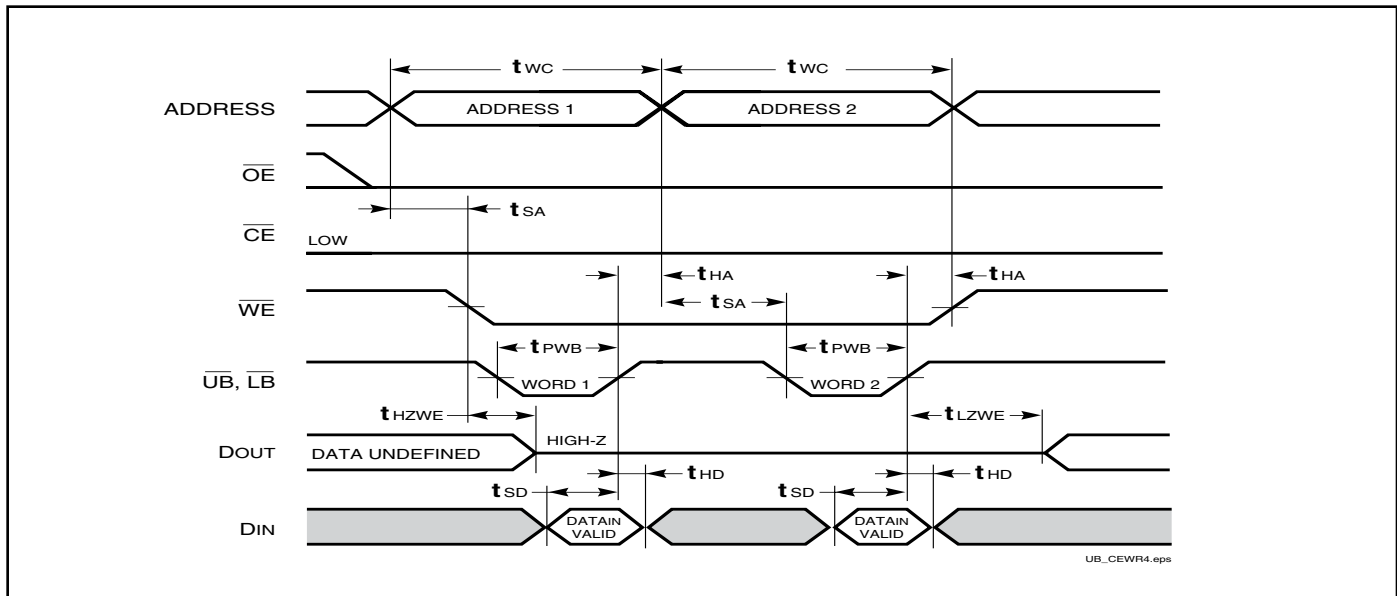 tWC tWC
ADDRESS ADDRESS 1 ADDRESS 2
OE
tSA
CE LOW
tHA tHA
tSA
WE
tPWB tPWB
UB, LB WORD 1 WORD 2
tHZWE tLZWE
HIGH-Z
DOUT DATA UNDEFINED
tHD tHD
tSD tSD
DATAIN DATAIN
DIN VALID VALID
UB_CEWR4.eps